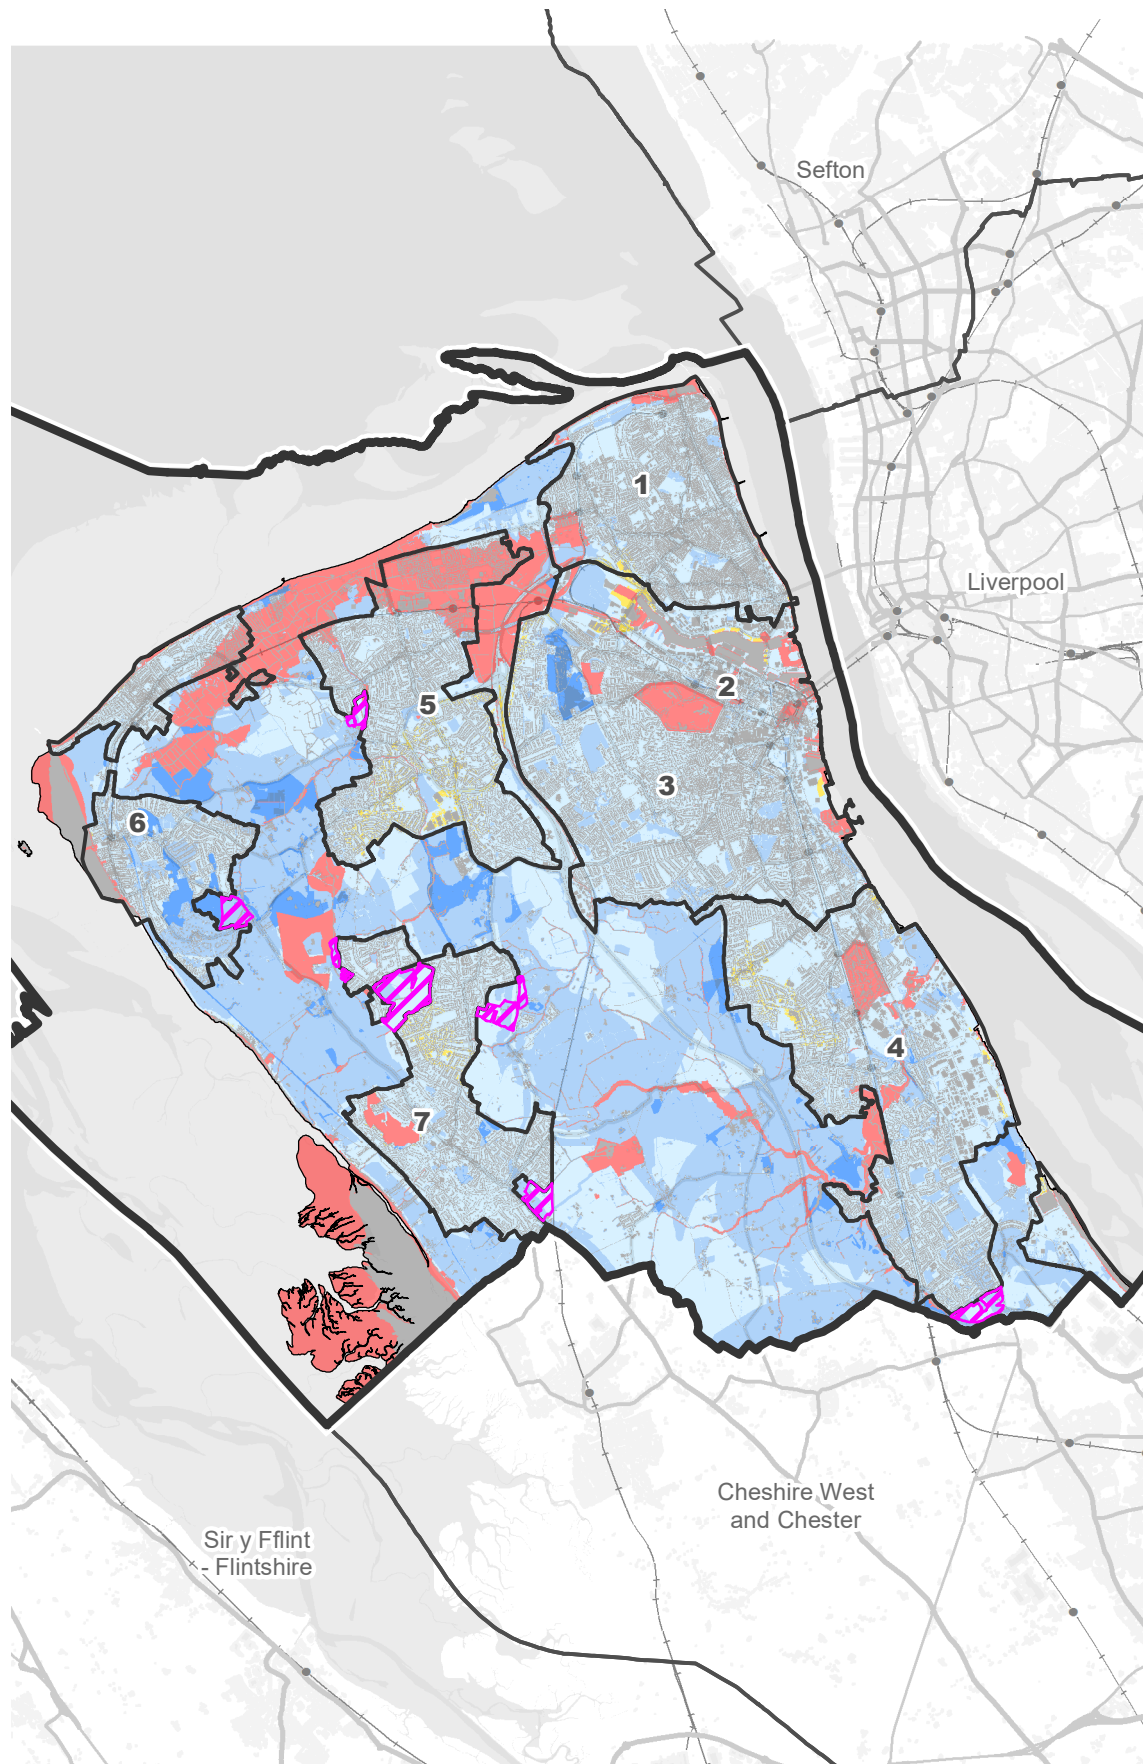 Sefton
1
Liverpool
2
5
3
6
4
7
Cheshire West
and Chester
Sir y Fflint
- Flintshire